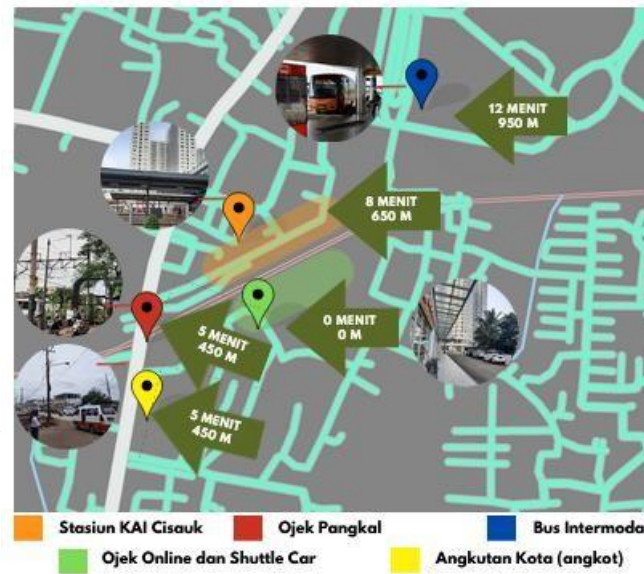 12 MENIT
950 M
8 MENIT
650 M
0 MENIT
0 M
5 MENIT
450 M
5 MENIT
450 M
Stasiun KAI Cisauk
Ojek Pangkal
Bus Intermoda
Ojek Online dan Shuttle Car
Angkutan Kota (angkot)